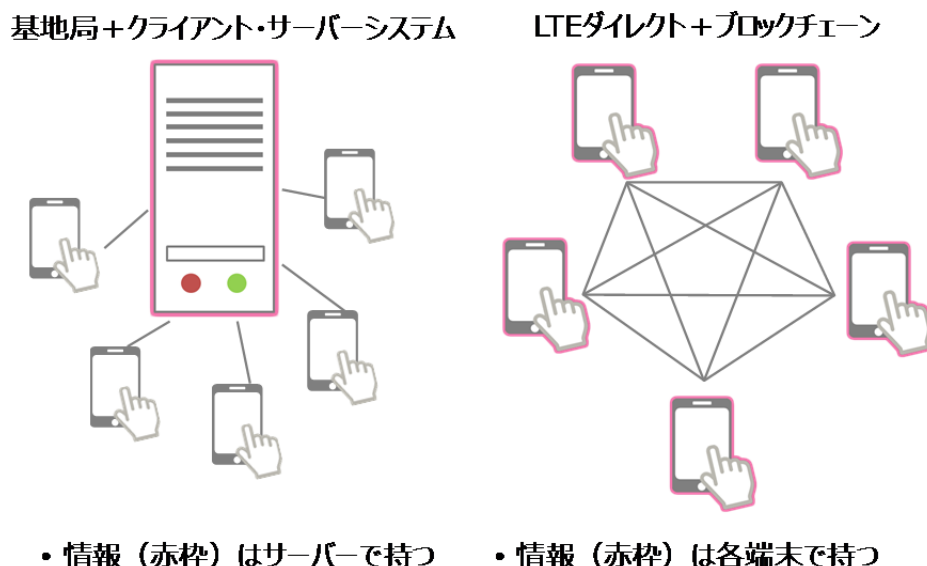 基地局＋クライアント・サーバーシステム
LTEダイレクト＋ブロックチェーン
• 情報（赤枠）はサーバーで持つ
• 情報（赤枠）は各端末で持つ